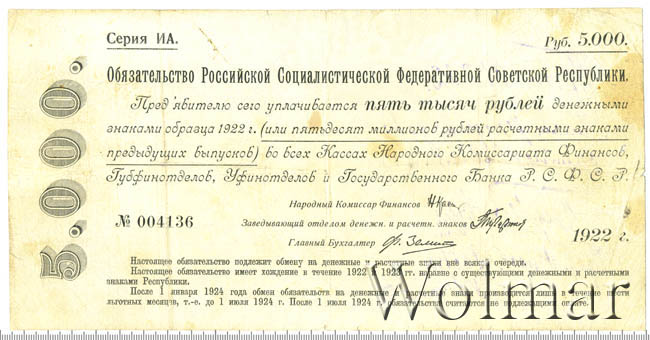 Серия ИА.
Руб. 5.000.
Обязательство Российской Социалистической Федеративной Советской Республики.
Пред'явителю сего уплачивается пять тысяч рублей денежными
знаками образца 1922 г. (или пятьдесят миллионов рублей расчетными знаками
предыдущих выпусков) во всех Кассах Народного Комиссариата Финансов,
Губфинотделов, Уфинотделов и Государственного Банка Р. С. Ф. С. Р.
5.000.
Народный Комиссар Финансов
№ 004136
Заведывающий отделом денежн. и расчетн. знаков
1922 г.
Главный Бухгалтер
Настоящее обязательство подлежит обмену на денежные и расчетные знаки вне всякой очереди.
Настоящее обязательство имеет хождение в течение 1922 и 1923 гг. наравне с существующими денежными и расчетными
знаками Республики.
После 1 января 1924 года обмен обязательств на денежные и расчетные знаки производится лишь в течение шести
льготных месяцев, т.-е. до 1 июля 1924 г. После 1 июля 1924 г. обязательства считаются не подлежащими оплате.
Wolmar